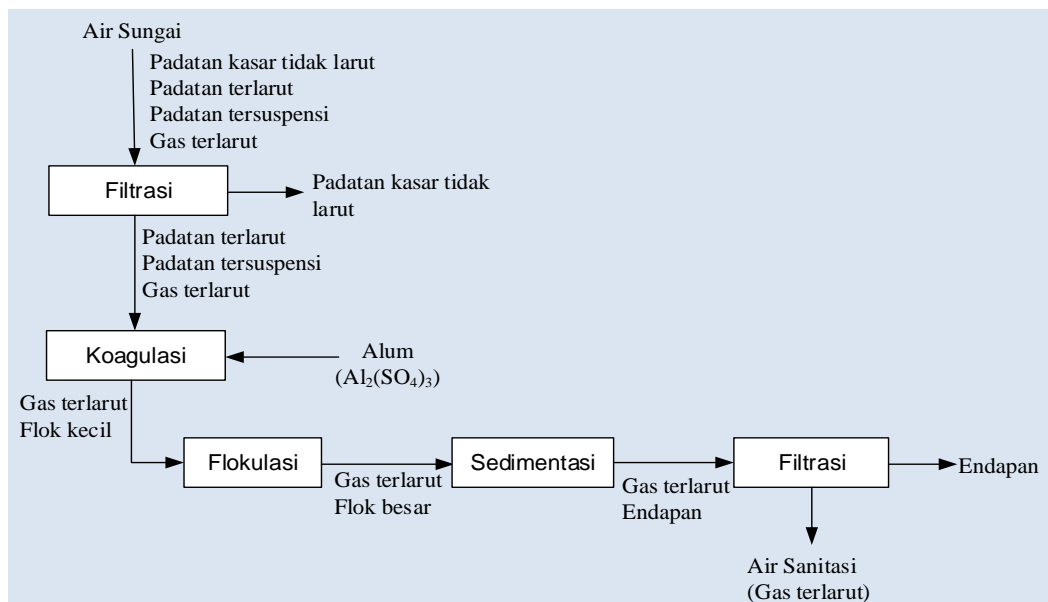 Air Sungai
Padatan kasar tidak larut
Padatan terlarut
Padatan tersuspensi
Gas terlarut
Filtrasi
Padatan kasar tidak
larut
Padatan terlarut
Padatan tersuspensi
Gas terlarut
Koagulasi
Alum
(Al₂(SO₄)₃)
Gas terlarut
Flok kecil
Flokulasi
Gas terlarut
Flok besar
Sedimentasi
Gas terlarut
Endapan
Filtrasi
Endapan
Air Sanitasi
(Gas terlarut)